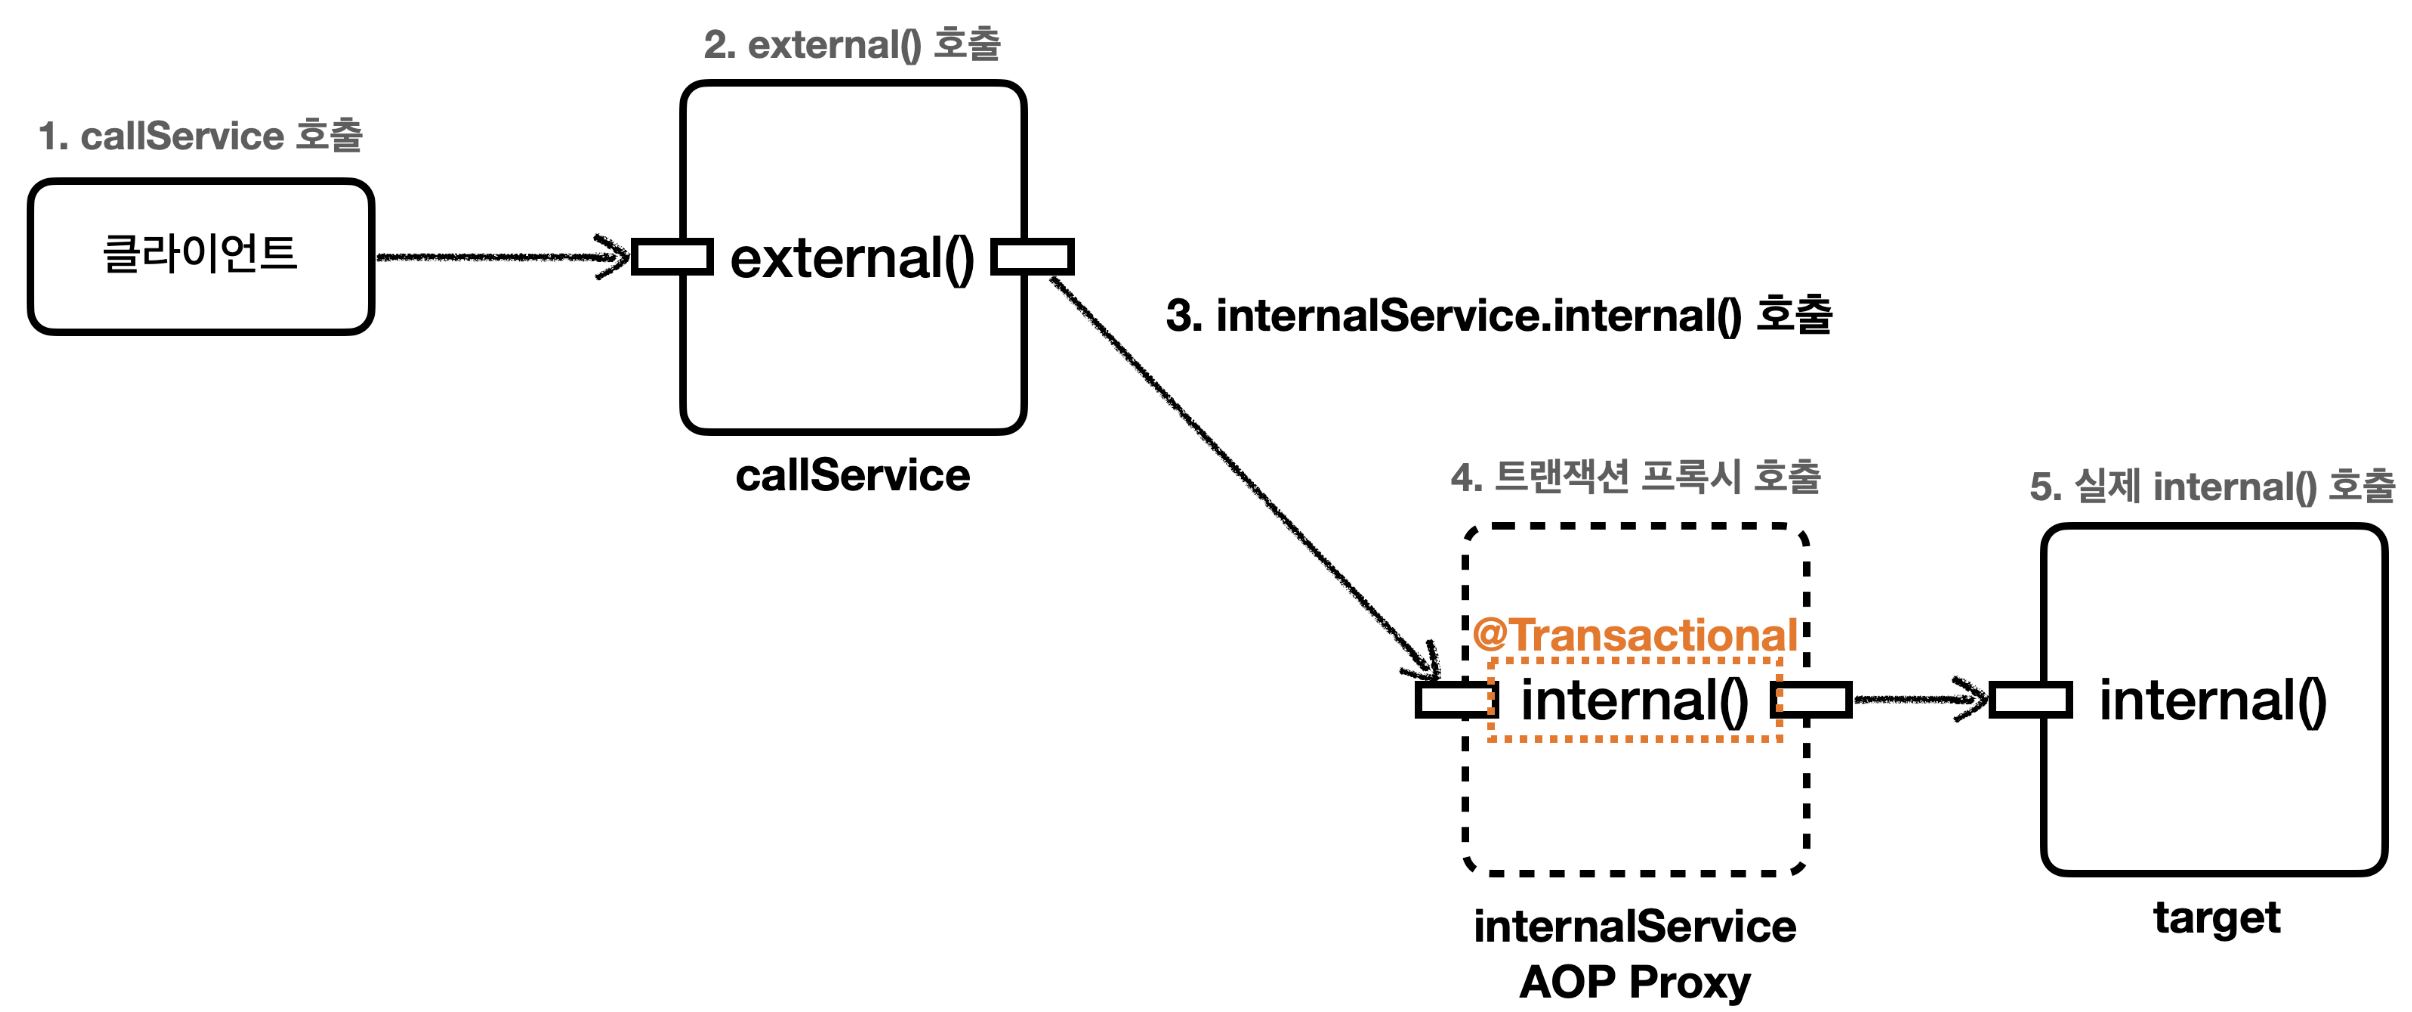 1. callService 호출
클라이언트
2. external() 호출
external()
callService
3. internalService.internal() 호출
4. 트랜잭션 프록시 호출
@Transactional
internal()
internalService
AOP Proxy
5. 실제 internal() 호출
internal()
target